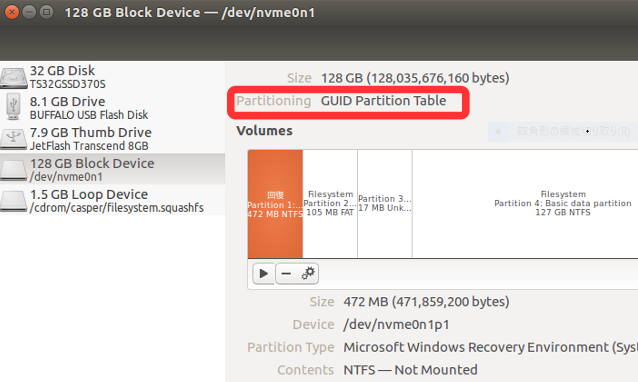 128 GB Block Device — /dev/nvme0n1
32 GB Disk
TS32GSSD370S
8.1 GB Drive
BUFFALO USB Flash Disk
7.9 GB Thumb Drive
JetFlash Transcend 8GB
128 GB Block Device
/dev/nvme0n1
1.5 GB Loop Device
/cdrom/casper/filesystem.squashfs
Size 128 GB (128,035,676,160 bytes)
Partitioning GUID Partition Table
Volumes
四角形の領域切り取り(R)
回復
Partition 1:...
472 MB NTFS
Filesystem
Partition 2...
105 MB FAT
Partition 3...
17 MB Unk...
Filesystem
Partition 4: Basic data partition
127 GB NTFS
Size 472 MB (471,859,200 bytes)
Device /dev/nvme0n1p1
Partition Type Microsoft Windows Recovery Environment (Sys
Contents NTFS — Not Mounted